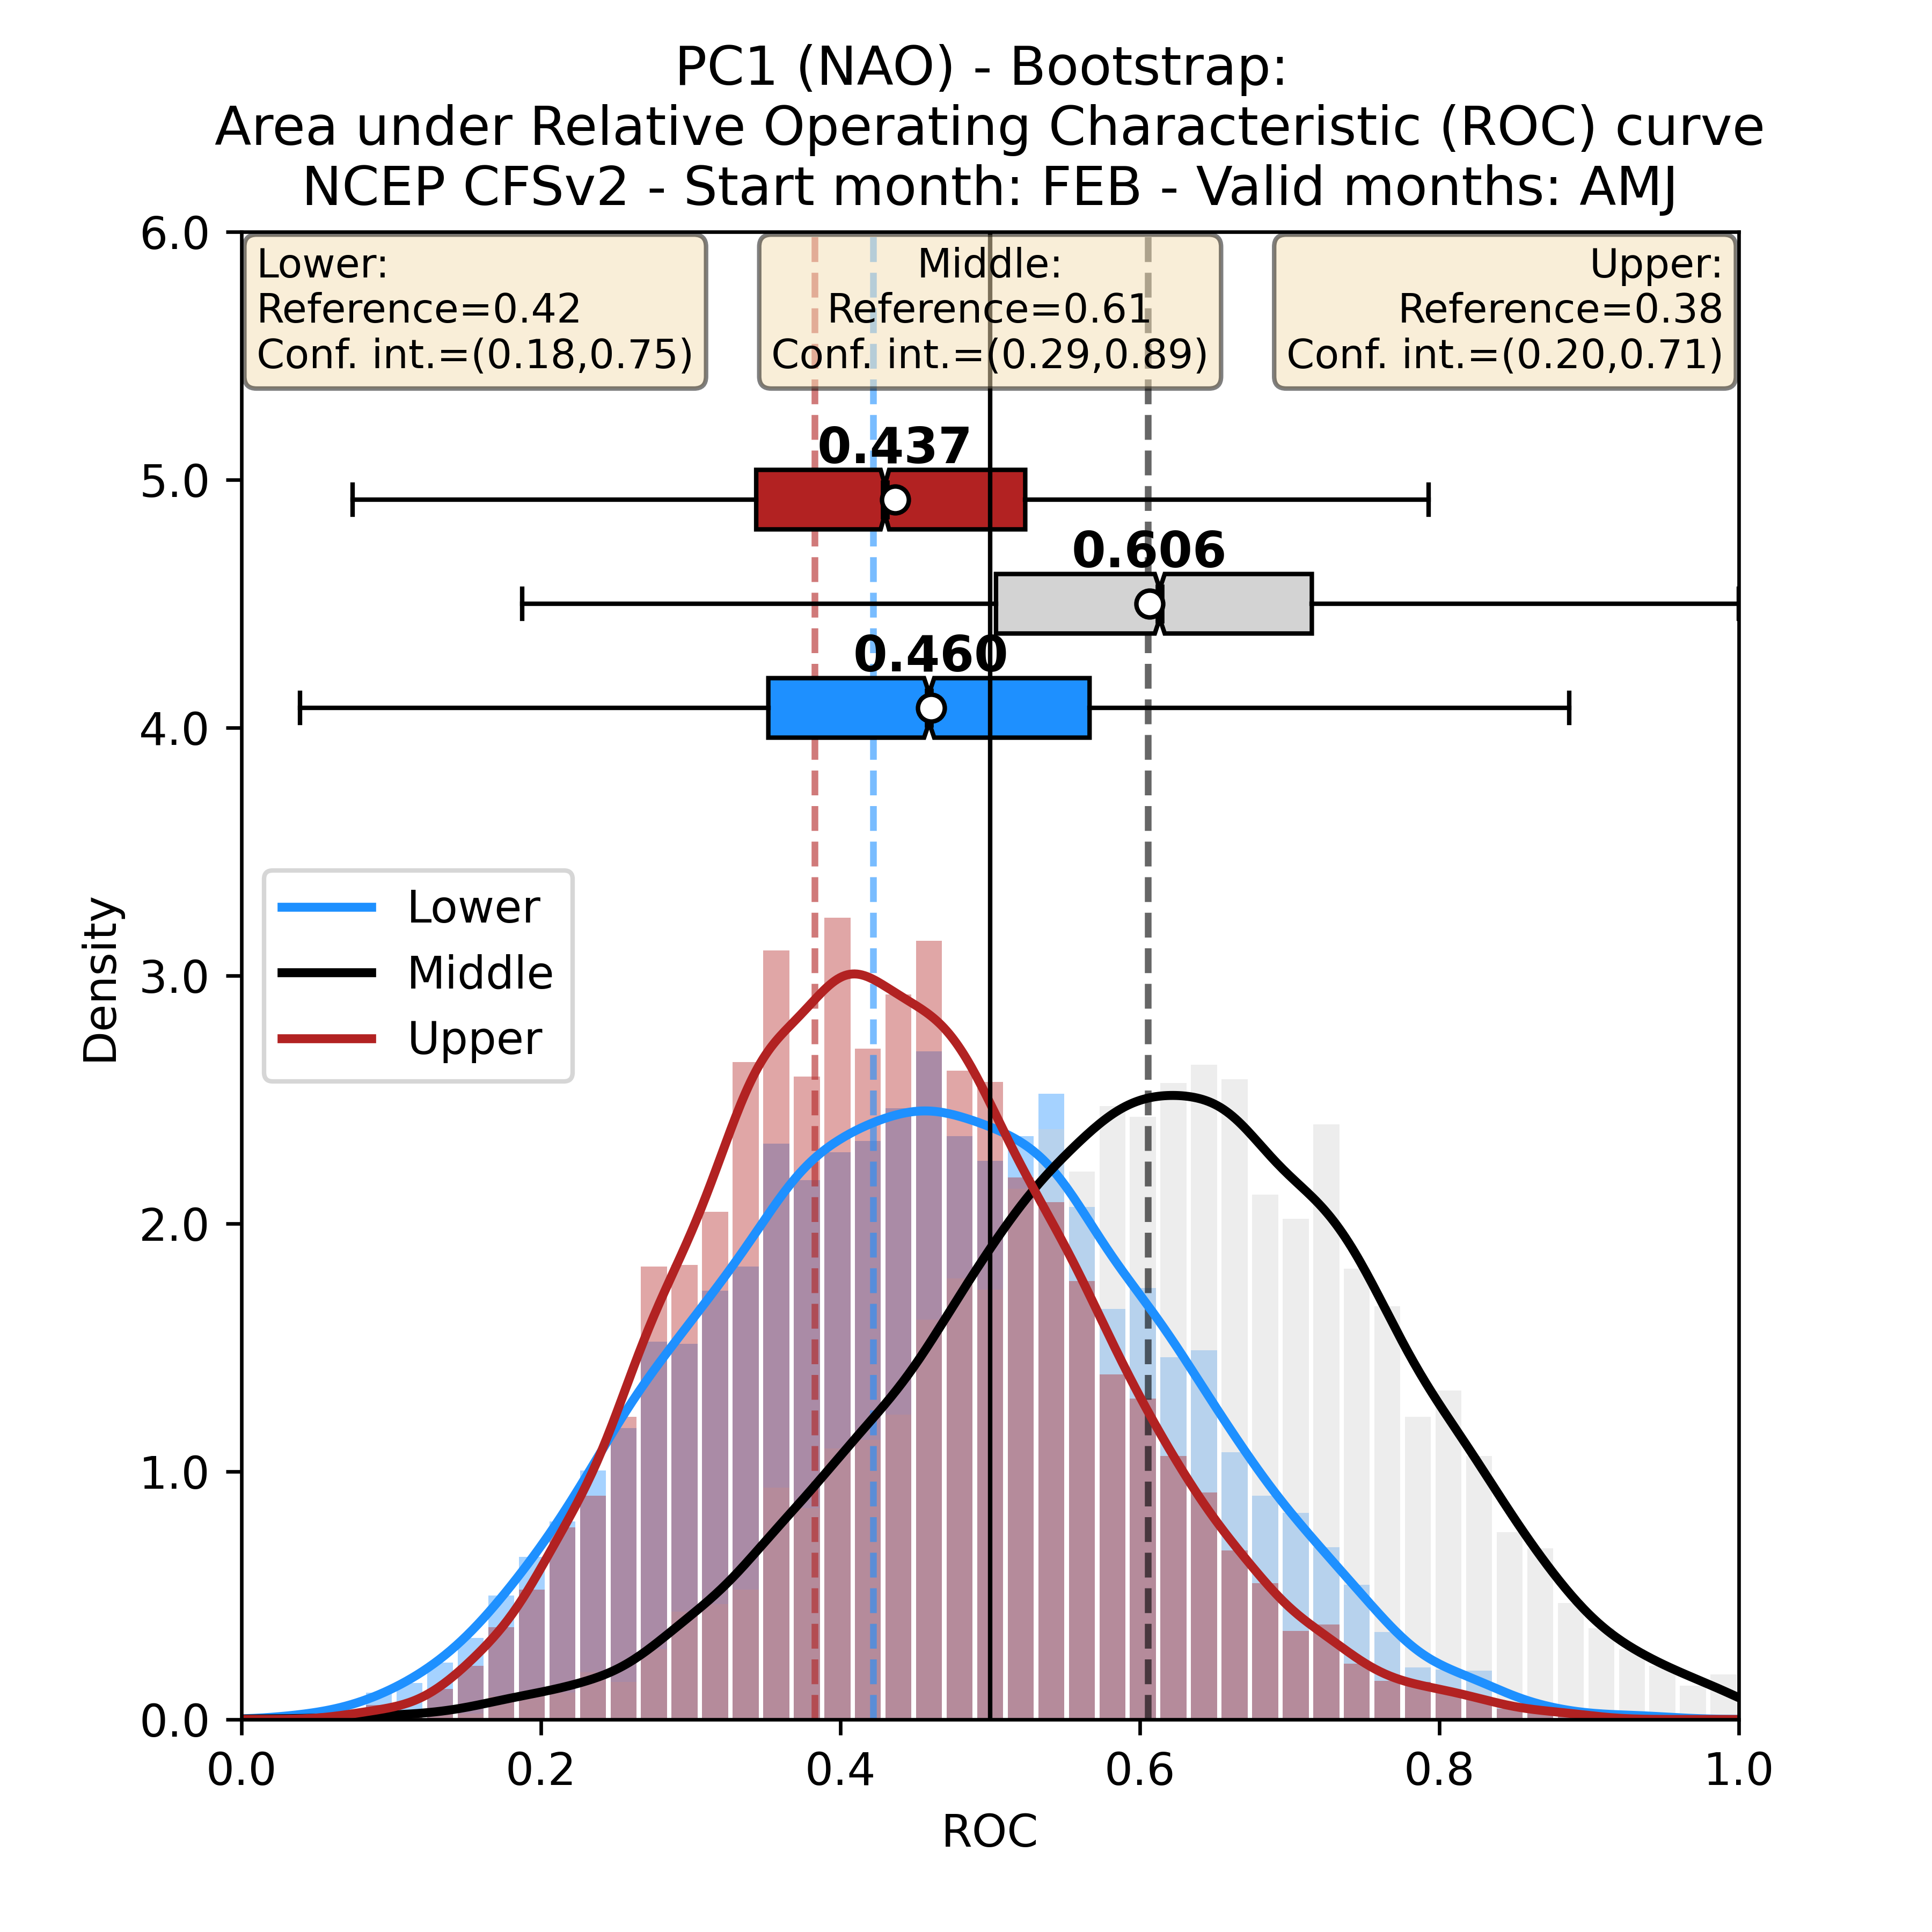 PC1 (NAO) - Bootstrap:
Area under Relative Operating Characteristic (ROC) curve
NCEP CFSv2 - Start month: FEB - Valid months: AMJ
Lower:
Reference=0.42
Conf. int.=(0.18,0.75)
Middle:
Reference=0.61
Conf. int.=(0.29,0.89)
Upper:
Reference=0.38
Conf. int.=(0.20,0.71)
0.437
0.606
0.460
Lower
Middle
Upper
Density
6.0
5.0
4.0
3.0
2.0
1.0
0.0
0.0 0.2 0.4 0.6 0.8 1.0
ROC